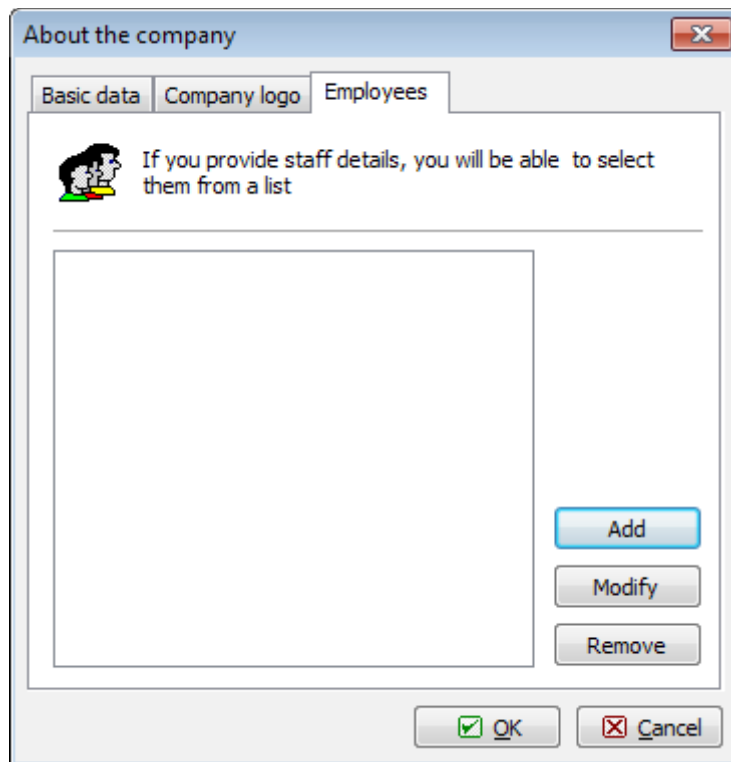 About the company
Basic data Company logo Employees
If you provide staff details, you will be able  to select
them from a list
Add
Modify
Remove
OK Cancel